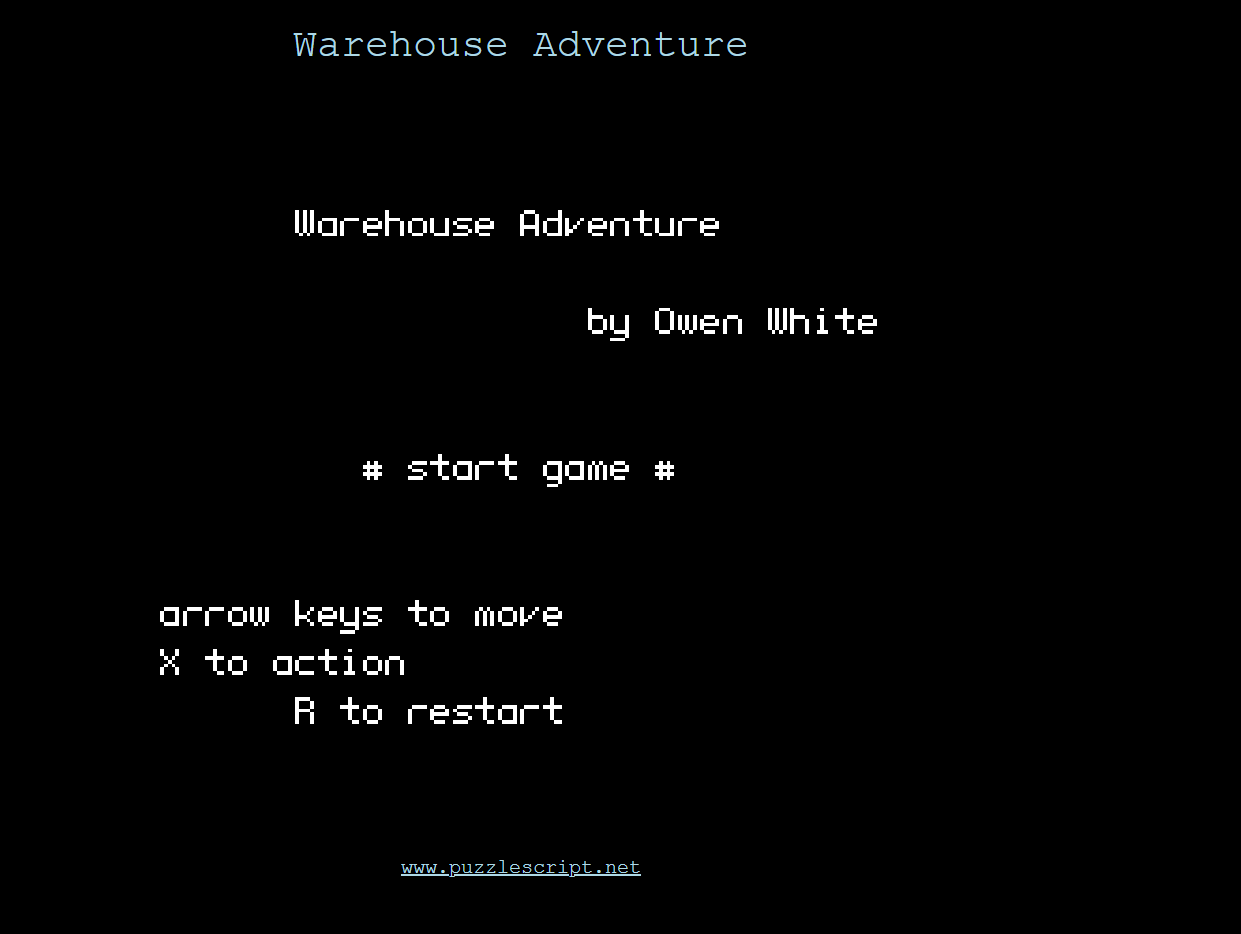 Warehouse Adventure
Warehouse Adventure
by Owen White
# start game #
arrow keys to move
X to action
R to restart
www.puzzlescript.net